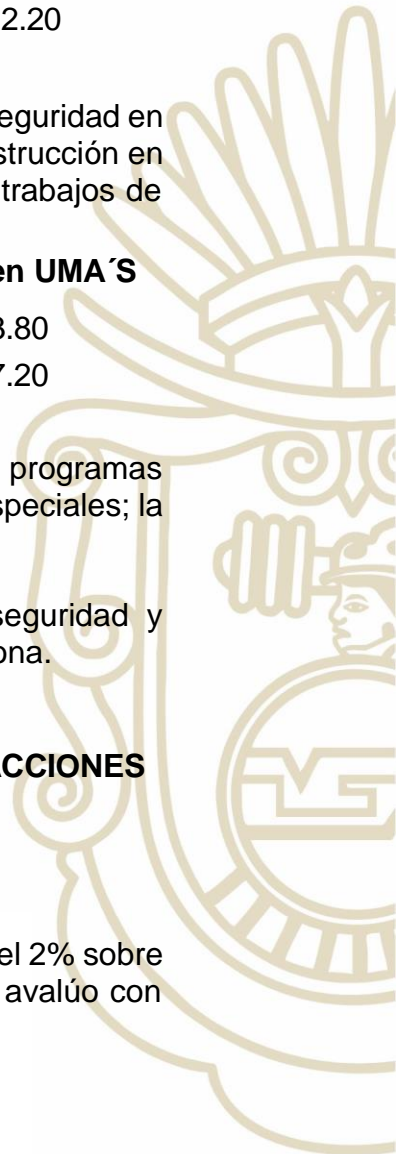 2.20
eguridad en
strucción en
trabajos de
en UMA´S
3.80
7.20
programas
speciales; la
seguridad y
ona.
ACCIONES
el 2% sobre
avalúo con